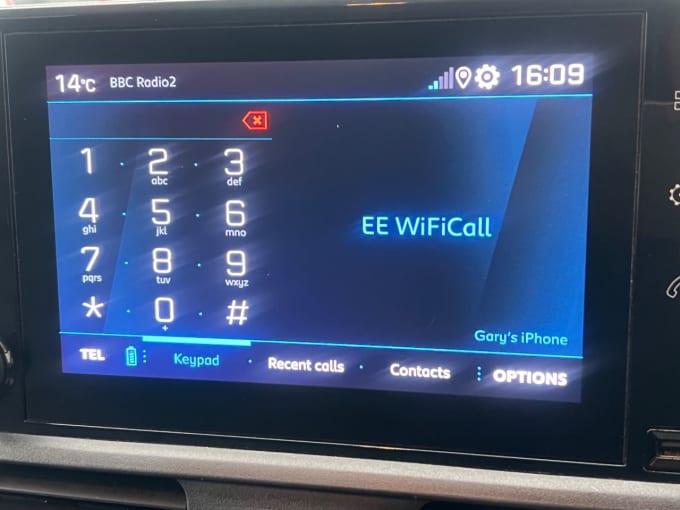 14°C BBC Radio2 16:09
1 2 3
abc def
4 5 6
ghi jkl mno
EE WiFiCall
7 8 9
pqrs tuv wxyz
* 0 #
+
Gary's iPhone
TEL Keypad Recent calls Contacts OPTIONS